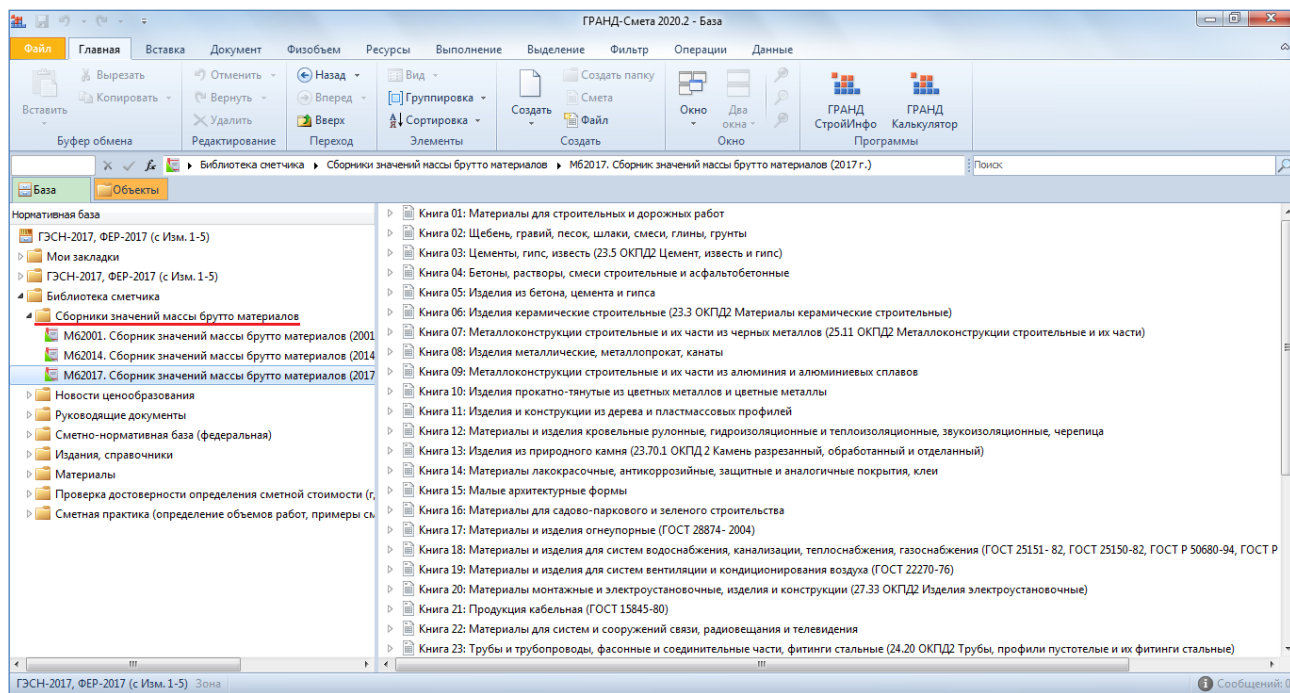 ГРАНД-Смета 2020.2 - База
Файл Главная Вставка Документ Физобъем Ресурсы Выполнение Выделение Фильтр Операции Данные
Вставить
Вырезать
Копировать
Буфер обмена
Отменить
Вернуть
Удалить
Редактирование
Назад
Вперед
Вверх
Переход
Вид
Группировка
Сортировка
Элементы
Создать
Создать папку
Смета
Файл
Создать
Окно
Два окна
Окно
ГРАНД СтройИнфо
ГРАНД Калькулятор
Программы
fx Библиотека сметчика Сборники значений массы брутто материалов М62017. Сборник значений массы брутто материалов (2017 г.) Поиск
База Объекты
Нормативная база
ГЭСН-2017, ФЕР-2017 (с Изм. 1-5)
Мои закладки
ГЭСН-2017, ФЕР-2017 (с Изм. 1-5)
Библиотека сметчика
Сборники значений массы брутто материалов
М62001. Сборник значений массы брутто материалов (2001
М62014. Сборник значений массы брутто материалов (2014
М62017. Сборник значений массы брутто материалов (2017
Новости ценообразования
Руководящие документы
Сметно-нормативная база (федеральная)
Издания, справочники
Материалы
Проверка достоверности определения сметной стоимости (г,
Сметная практика (определение объемов работ, примеры см
Книга 01: Материалы для строительных и дорожных работ
Книга 02: Щебень, гравий, песок, шлаки, смеси, глины, грунты
Книга 03: Цементы, гипс, известь (23.5 ОКПД2 Цемент, известь и гипс)
Книга 04: Бетоны, растворы, смеси строительные и асфальтобетонные
Книга 05: Изделия из бетона, цемента и гипса
Книга 06: Изделия керамические строительные (23.3 ОКПД2 Материалы керамические строительные)
Книга 07: Металлоконструкции строительные и их части из черных металлов (25.11 ОКПД2 Металлоконструкции строительные и их части)
Книга 08: Изделия металлические, металлопрокат, канаты
Книга 09: Металлоконструкции строительные и их части из алюминия и алюминиевых сплавов
Книга 10: Изделия прокатно-тянутые из цветных металлов и цветные металлы
Книга 11: Изделия и конструкции из дерева и пластмассовых профилей
Книга 12: Материалы и изделия кровельные рулонные, гидроизоляционные и теплоизоляционные, звукоизоляционные, черепица
Книга 13: Изделия из природного камня (23.70.1 ОКПД 2 Камень разрезанный, обработанный и отделанный)
Книга 14: Материалы лакокрасочные, антикоррозийные, защитные и аналогичные покрытия, клеи
Книга 15: Малые архитектурные формы
Книга 16: Материалы для садово-паркового и зеленого строительства
Книга 17: Материалы и изделия огнеупорные (ГОСТ 28874- 2004)
Книга 18: Материалы и изделия для систем водоснабжения, канализации, теплоснабжения, газоснабжения (ГОСТ 25151- 82, ГОСТ 25150-82, ГОСТ Р 50680-94, ГОСТ Р
Книга 19: Материалы и изделия для систем вентиляции и кондиционирования воздуха (ГОСТ 22270-76)
Книга 20: Материалы монтажные и электроустановочные, изделия и конструкции (27.33 ОКПД2 Изделия электроустановочные)
Книга 21: Продукция кабельная (ГОСТ 15845-80)
Книга 22: Материалы для систем и сооружений связи, радиовещания и телевидения
Книга 23: Трубы и трубопроводы, фасонные и соединительные части, фитинги стальные (24.20 ОКПД2 Трубы, профили пустотелые и их фитинги стальные)
ГЭСН-2017, ФЕР-2017 (с Изм. 1-5) Зона Сообщений: 0